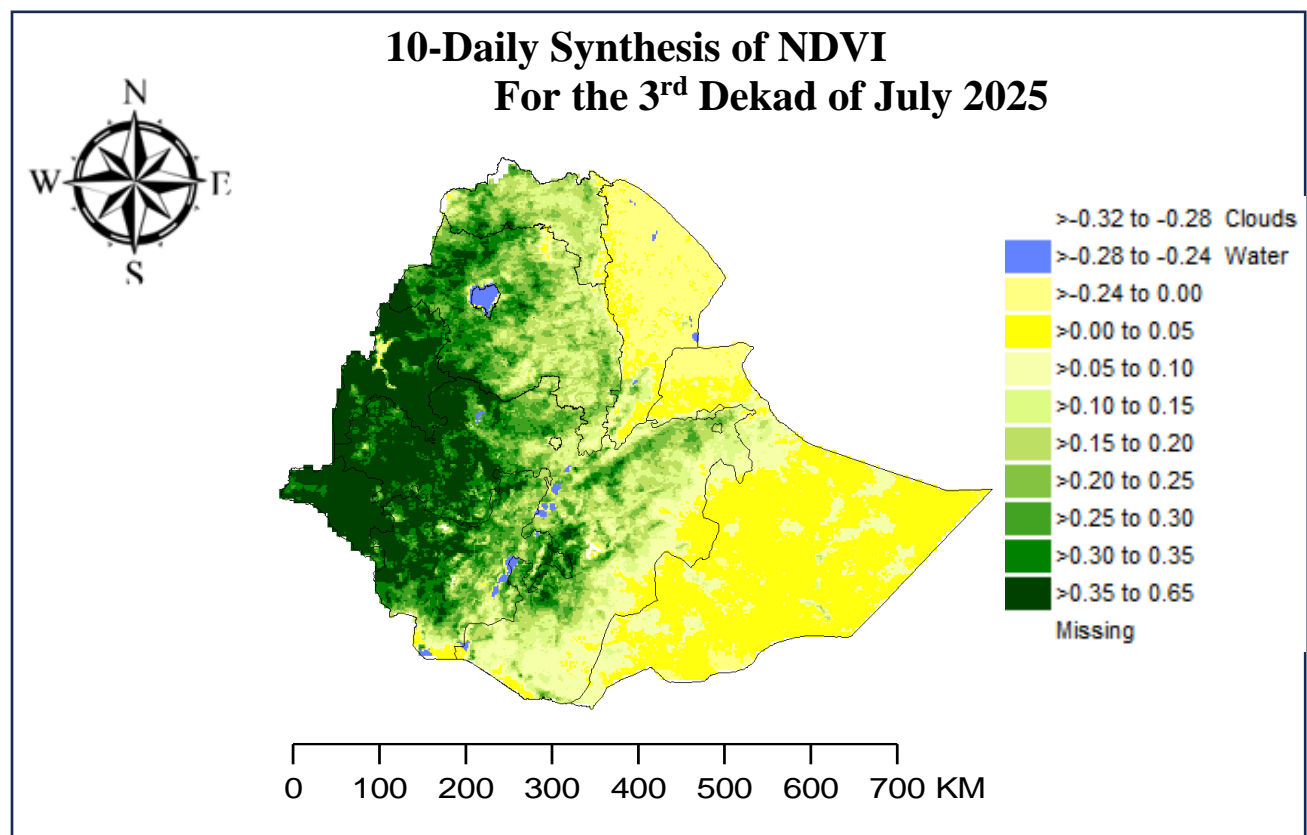 10-Daily Synthesis of NDVI
For the 3rd Dekad of July 2025
N
W E
S
>-0.32 to -0.28 Clouds
>-0.28 to -0.24 Water
>-0.24 to 0.00
>0.00 to 0.05
>0.05 to 0.10
>0.10 to 0.15
>0.15 to 0.20
>0.20 to 0.25
>0.25 to 0.30
>0.30 to 0.35
>0.35 to 0.65
Missing
0 100 200 300 400 500 600 700 KM